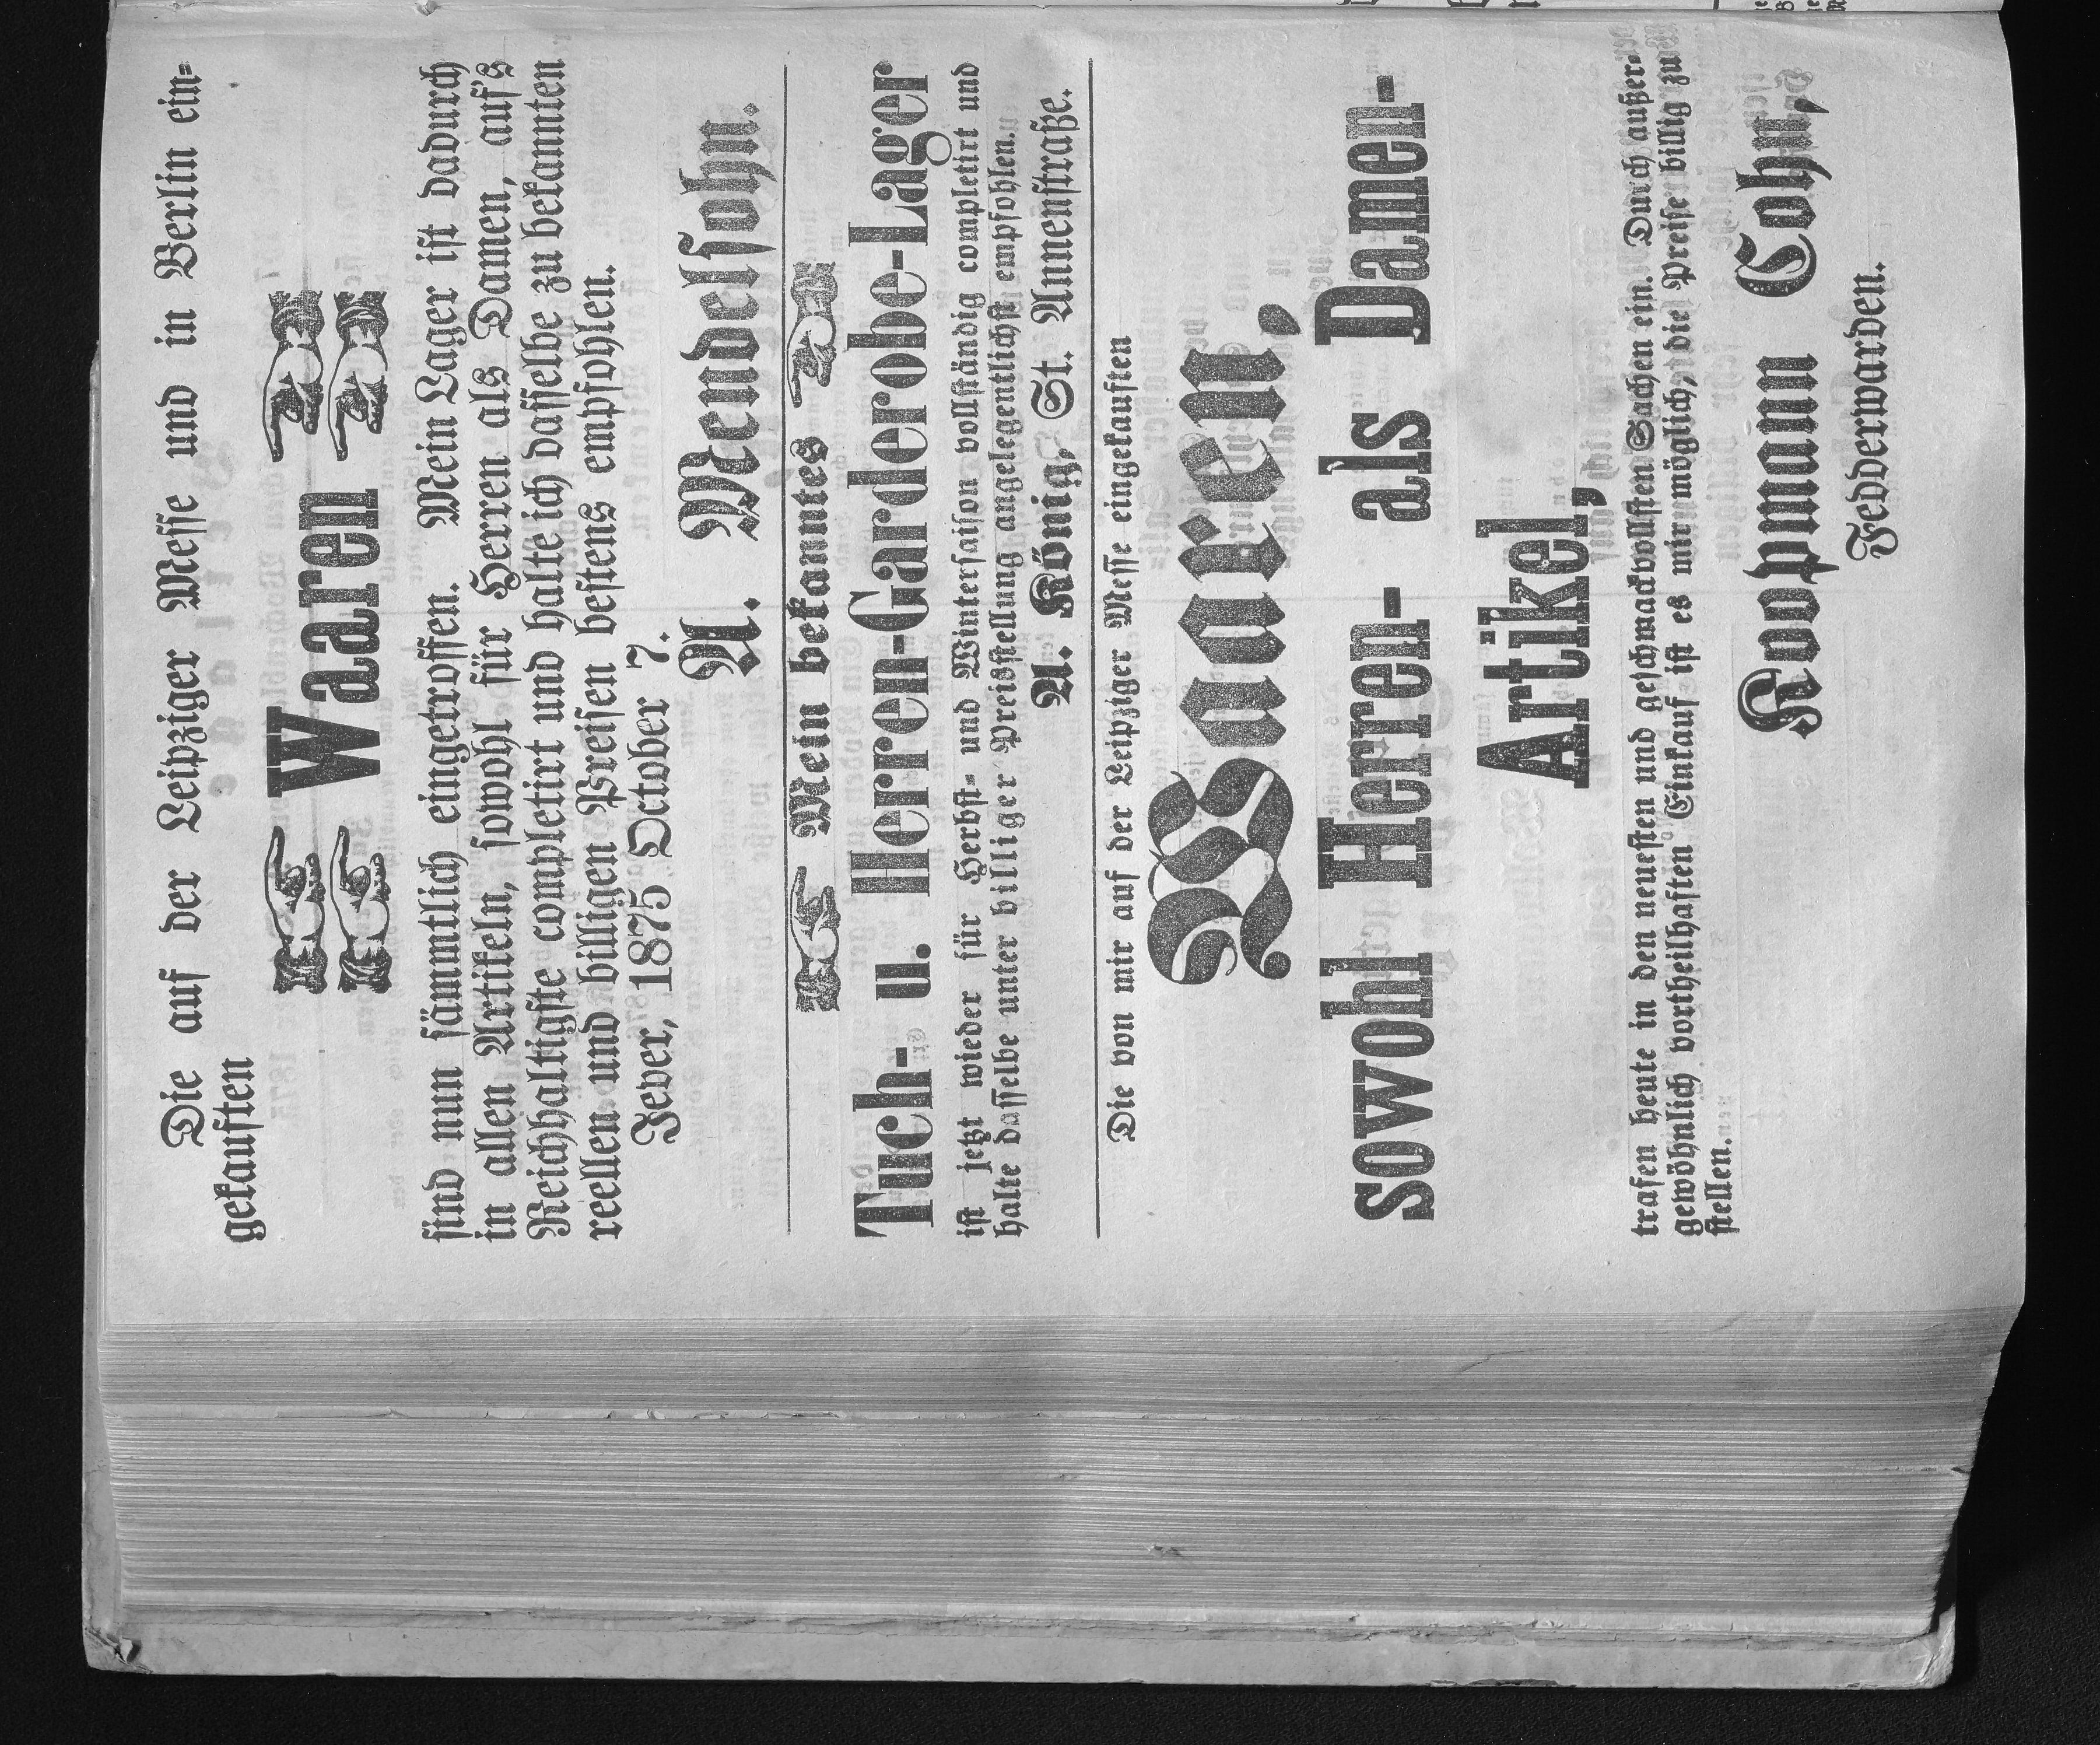 Die auf der Leipziger Messe und in Berlin ein-
gekauften
Waaren
sind nun sämmtlich eingetroffen. Mein Lager ist dadurch
in allen Artikeln, sowohl für Herren als Damen, auf's
Reichhaltigste completirt und halte ich dasselbe zu bekannten
reellen und billigen Preisen bestens empfohlen.
Jever, 1875 October 7.
A. Mendelsohn.
Mein bekanntes
Tuch- u. Herren-Garderobe-Lager
ist jetzt wieder für Herbst- und Wintersaison vollständig completirt und
halte dasselbe unter billiger Preisstellung angelegentlichst empfohlen.
A. König, St. Annenstraße.
Die von mir auf der Leipziger Messe eingekauften
Waaren,
sowohl Herren- als Damen-
Artikel,
trafen heute in den neuesten und geschmackvollsten Sachen ein. Durch außer-
gewöhnlich vortheilhaften Einkauf ist es mir möglich, die Preise billig zu
stellen.
Koopmann Cohn,
Fedderwarden.